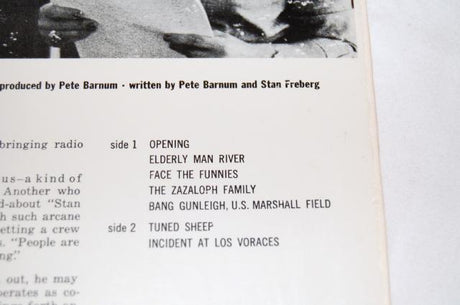 produced by Pete Barnum · written by Pete Barnum and Stan Freberg
bringing radio
us—a kind of
Another who
d-about "Stan
h such arcane
etting a crew
s. "People are
ng."
out, he may
perates as co-
side 1 OPENING
ELDERLY MAN RIVER
FACE THE FUNNIES
THE ZAZALOPH FAMILY
BANG GUNLEIGH, U.S. MARSHALL FIELD
side 2 TUNED SHEEP
INCIDENT AT LOS VORACES